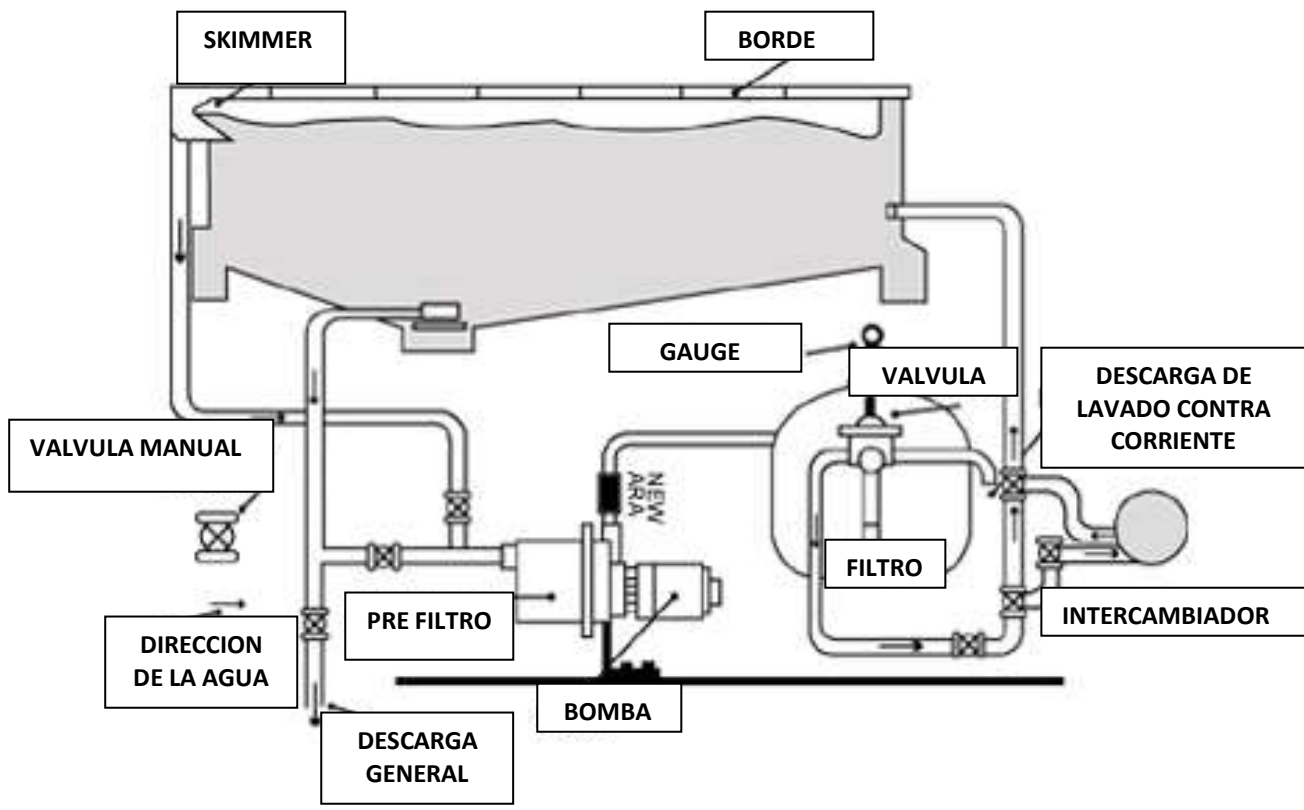 SKIMMER
BORDE
GAUGE
VALVULA
DESCARGA DE
LAVADO CONTRA
CORRIENTE
VALVULA MANUAL
NEW
ARA
FILTRO
PRE FILTRO
INTERCAMBIADOR
DIRECCION
DE LA AGUA
BOMBA
DESCARGA
GENERAL